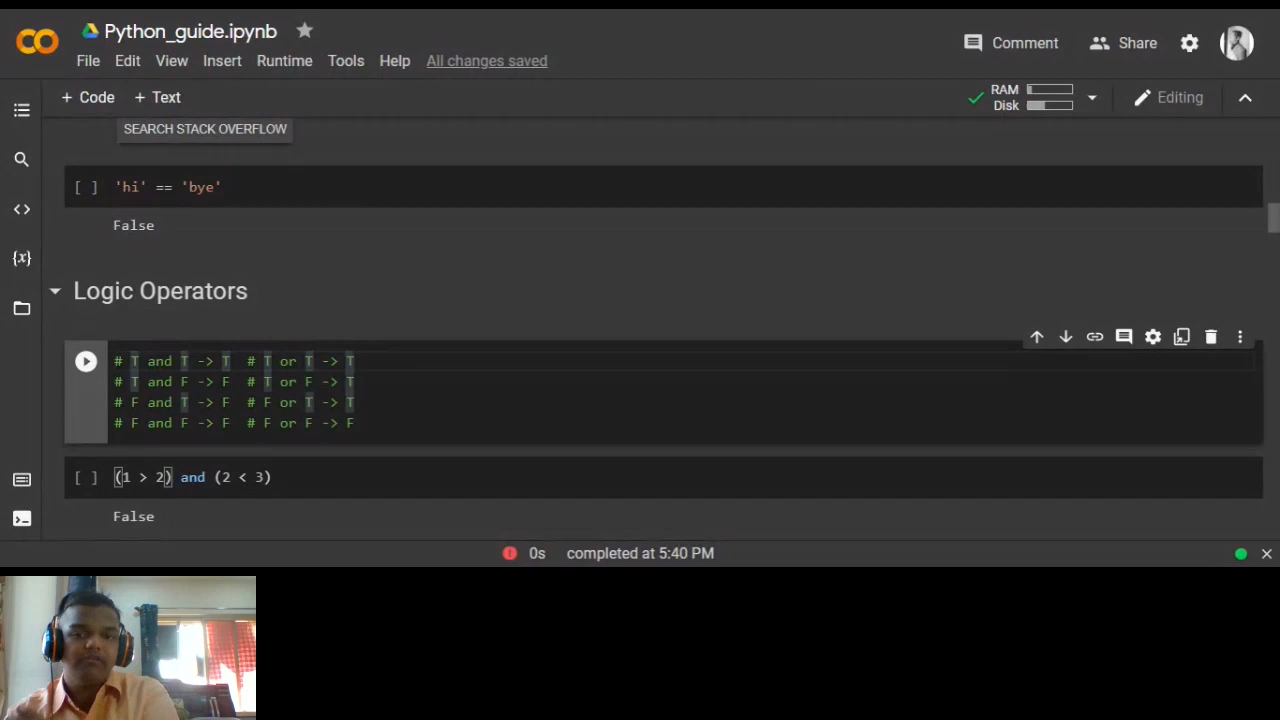 Python_guide.ipynb
Comment
Share
File Edit View Insert Runtime Tools Help All changes saved
+ Code + Text
RAM
Disk
Editing
SEARCH STACK OVERFLOW
[ ] 'hi' == 'bye'
False
Logic Operators
# T and T -> T # T or T -> T
# T and F -> F # T or F -> T
# F and T -> F # F or T -> T
# F and F -> F # F or F -> F
[ ] (1 > 2) and (2 < 3)
False
0s completed at 5:40 PM